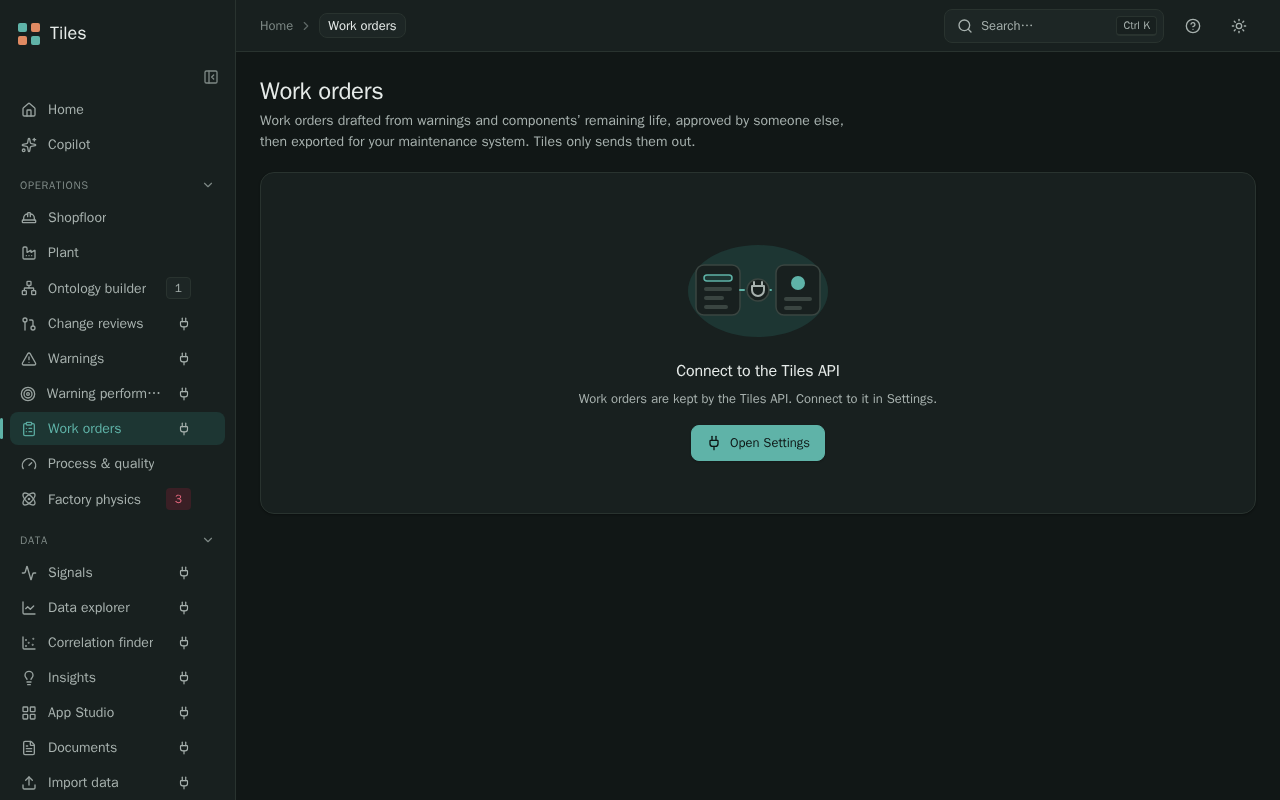 Tiles
Home
Copilot
OPERATIONS
Shopfloor
Plant
Ontology builder 1
Change reviews
Warnings
Warning perform···
Work orders
Process & quality
Factory physics 3
DATA
Signals
Data explorer
Correlation finder
Insights
App Studio
Documents
Import data
Home Work orders
Search··· Ctrl K
Work orders
Work orders drafted from warnings and components' remaining life, approved by someone else,
then exported for your maintenance system. Tiles only sends them out.
Connect to the Tiles API
Work orders are kept by the Tiles API. Connect to it in Settings.
Open Settings